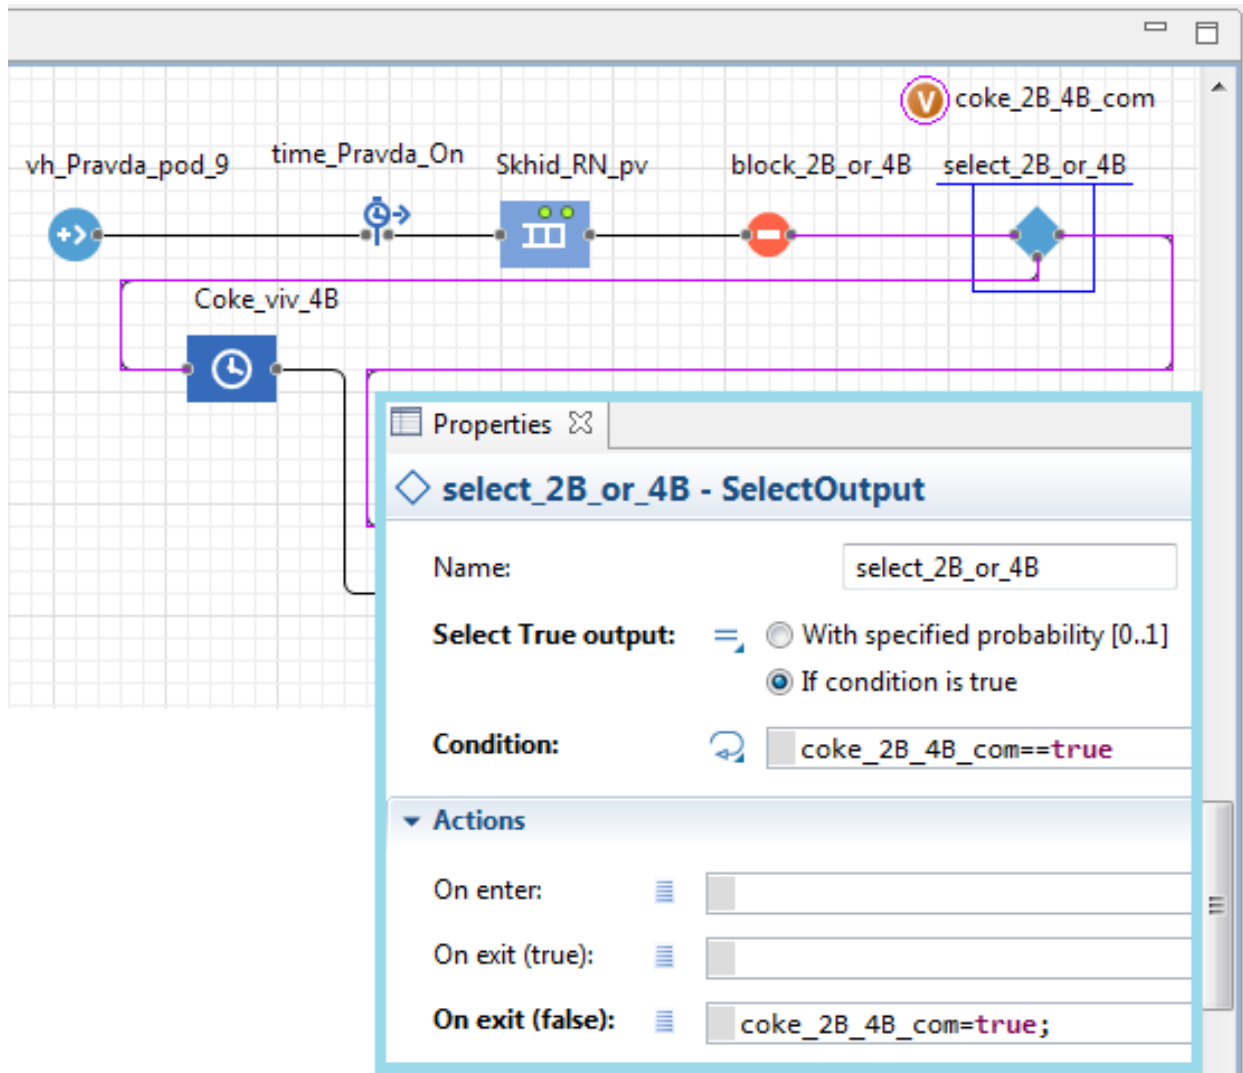 coke_2B_4B_com
vh_Pravda_pod_9 time_Pravda_On Skhid_RN_pv block_2B_or_4B select_2B_or_4B
Coke_viv_4B
Properties
select_2B_or_4B - SelectOutput
Name: select_2B_or_4B
Select True output: With specified probability [0..1]
If condition is true
Condition: coke_2B_4B_com==true
Actions
On enter:
On exit (true):
On exit (false): coke_2B_4B_com=true;